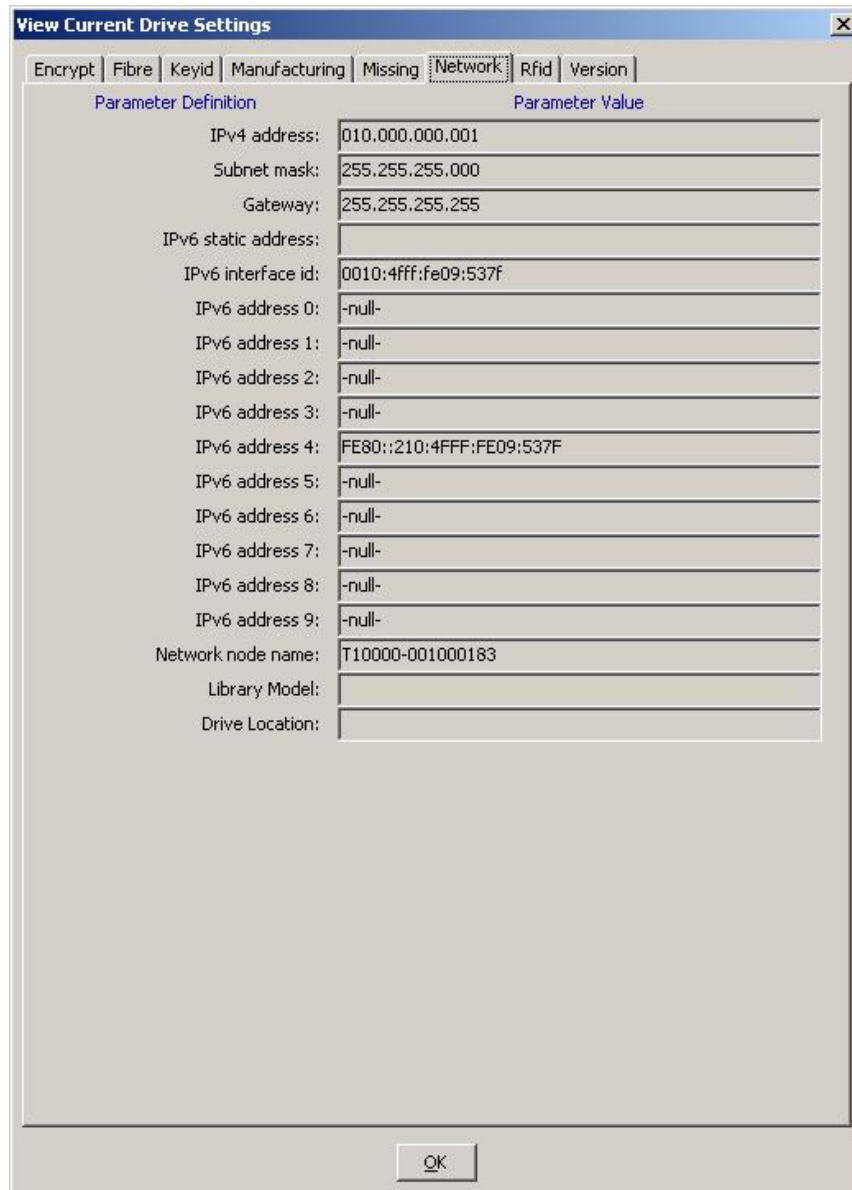 View Current Drive Settings
Encrypt Fibre Keyid Manufacturing Missing Network Rfid Version
Parameter Definition Parameter Value
IPv4 address: 010.000.000.001
Subnet mask: 255.255.255.000
Gateway: 255.255.255.255
IPv6 static address:
IPv6 interface id: 0010:4fff:fe09:537f
IPv6 address 0: -null-
IPv6 address 1: -null-
IPv6 address 2: -null-
IPv6 address 3: -null-
IPv6 address 4: FE80::210:4FFF:FE09:537F
IPv6 address 5: -null-
IPv6 address 6: -null-
IPv6 address 7: -null-
IPv6 address 8: -null-
IPv6 address 9: -null-
Network node name: T10000-001000183
Library Model:
Drive Location:
OK